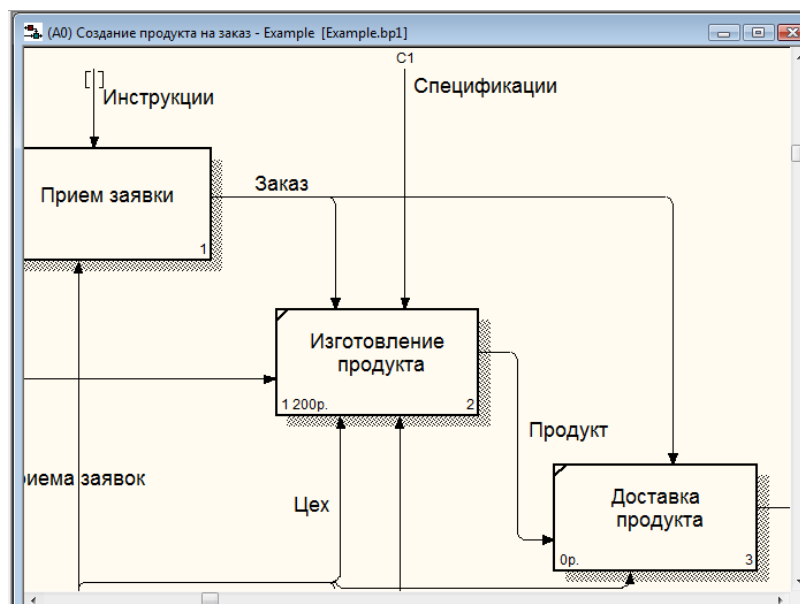 (A0) Создание продукта на заказ - Example [Example.bp1]
C1
Инструкции
Спецификации
Прием заявки
1
Заказ
Изготовление
продукта
1 200р.
2
Продукт
риема заявок
Цех
Доставка
продукта
0р.
3